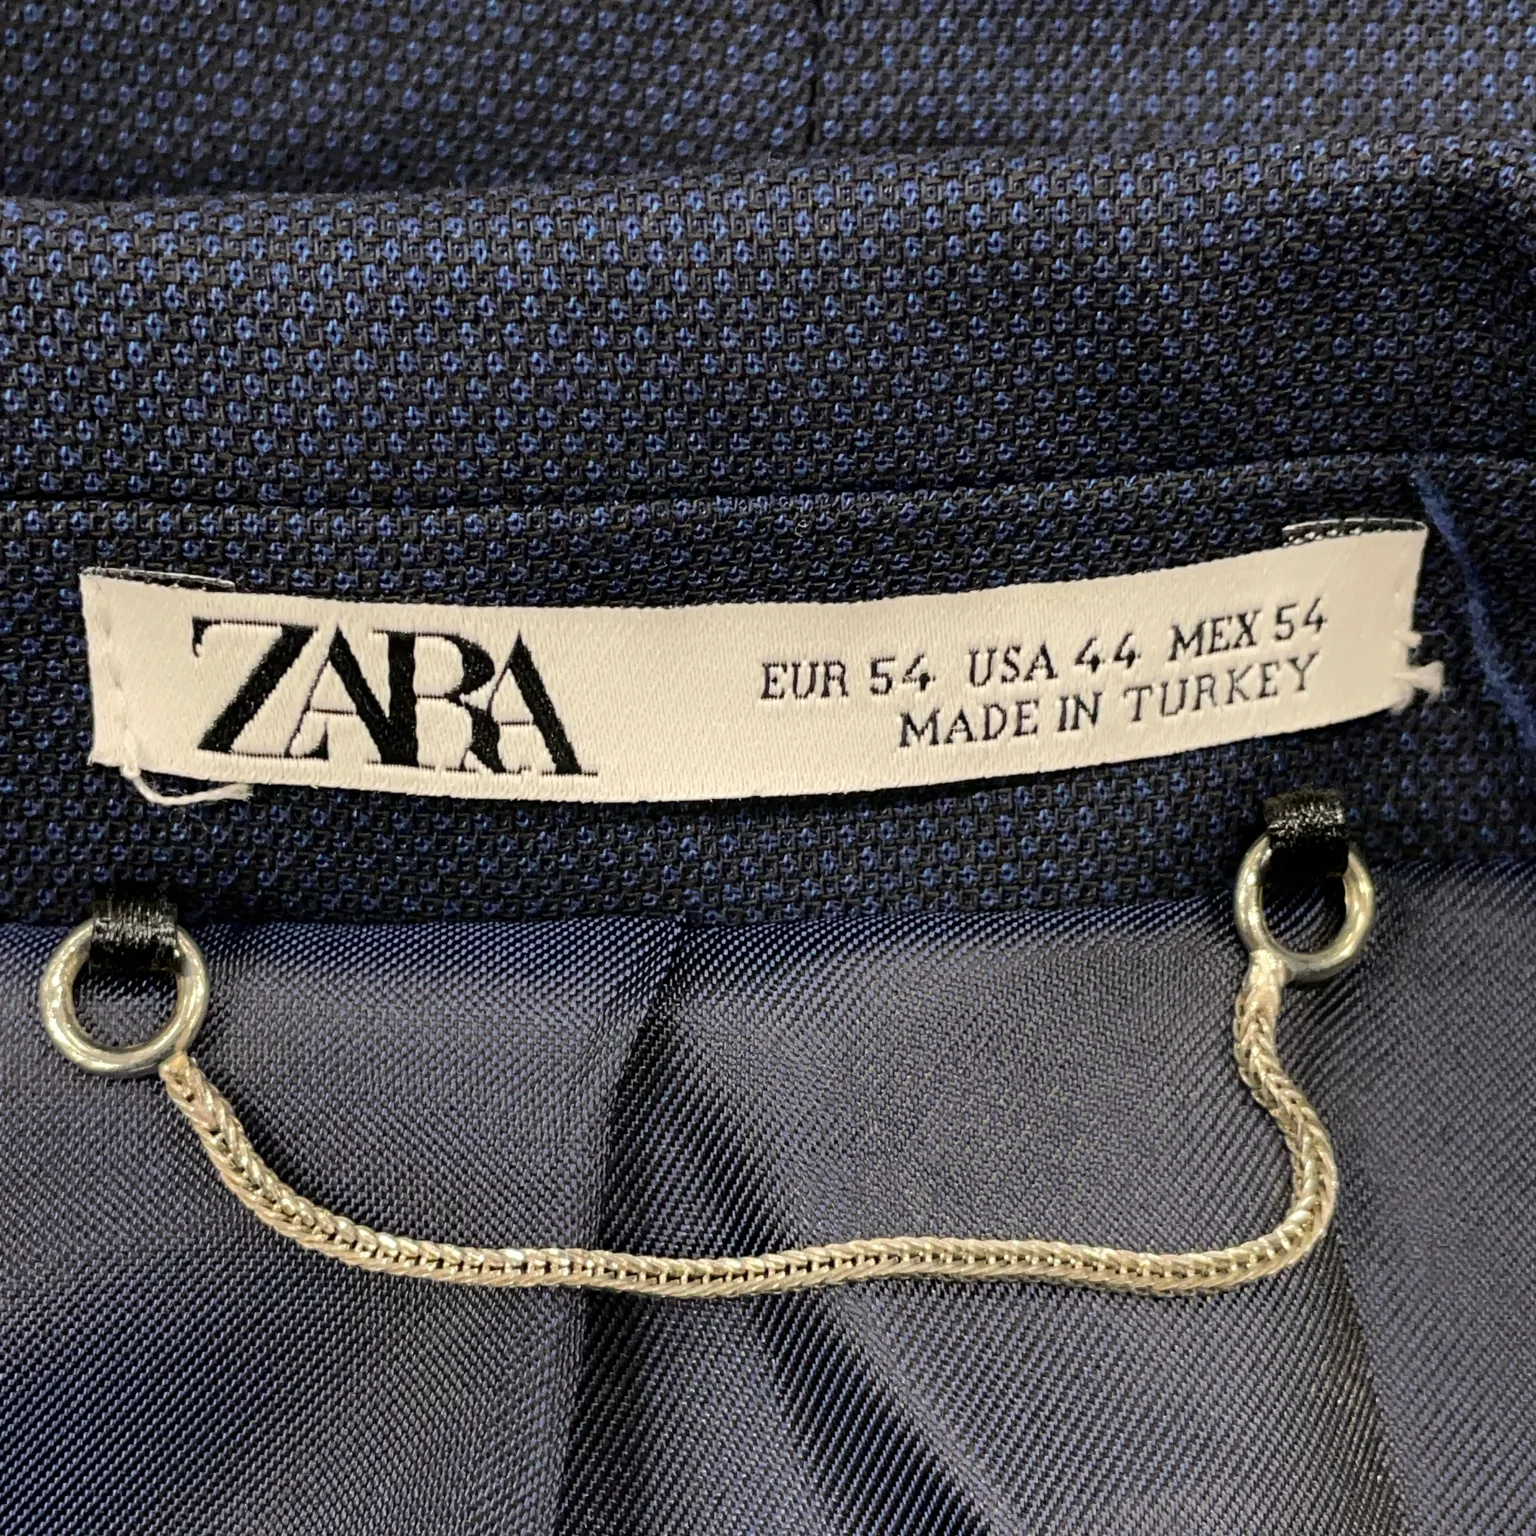 ZARA
EUR 54 USA 44 MEX 54
MADE IN TURKEY